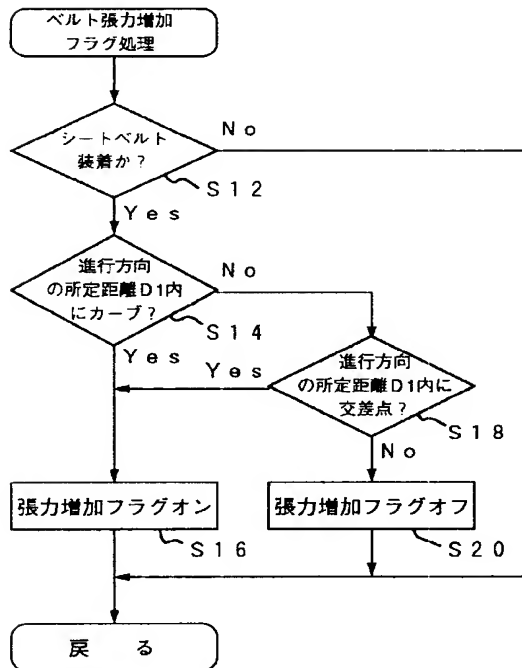 ベルト張力増加
フラグ処理
シートベルト
装着か?
No
S12
Yes
進行方向
の所定距離D1内
にカーブ?
No
S14
Yes
進行方向
の所定距離D1内に
交差点?
Yes
S18
No
張力増加フラグオン
S16
張力増加フラグオフ
S20
戻る